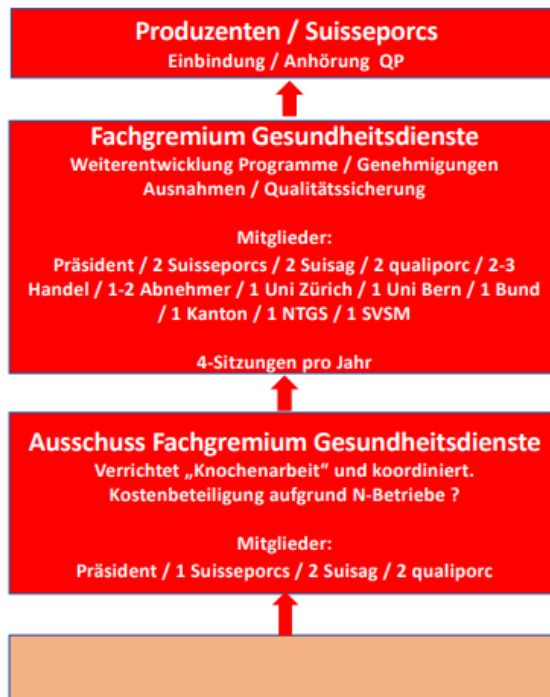 Produzenten / Suisseporcs
Einbindung / Anhörung QP
Fachgremium Gesundheitsdienste
Weiterentwicklung Programme / Genehmigungen
Ausnahmen / Qualitätssicherung
Mitglieder:
Präsident / 2 Suisseporcs / 2 Suisag / 2 qualiporc / 2-3
Handel / 1-2 Abnehmer / 1 Uni Zürich / 1 Uni Bern / 1 Bund
/ 1 Kanton / 1 NTGS / 1 SVSM
4-Sitzungen pro Jahr
Ausschuss Fachgremium Gesundheitsdienste
Verrichtet „Knochenarbeit“ und koordiniert.
Kostenbeteiligung aufgrund N-Betriebe ?
Mitglieder:
Präsident / 1 Suisseporcs / 2 Suisag / 2 qualiporc